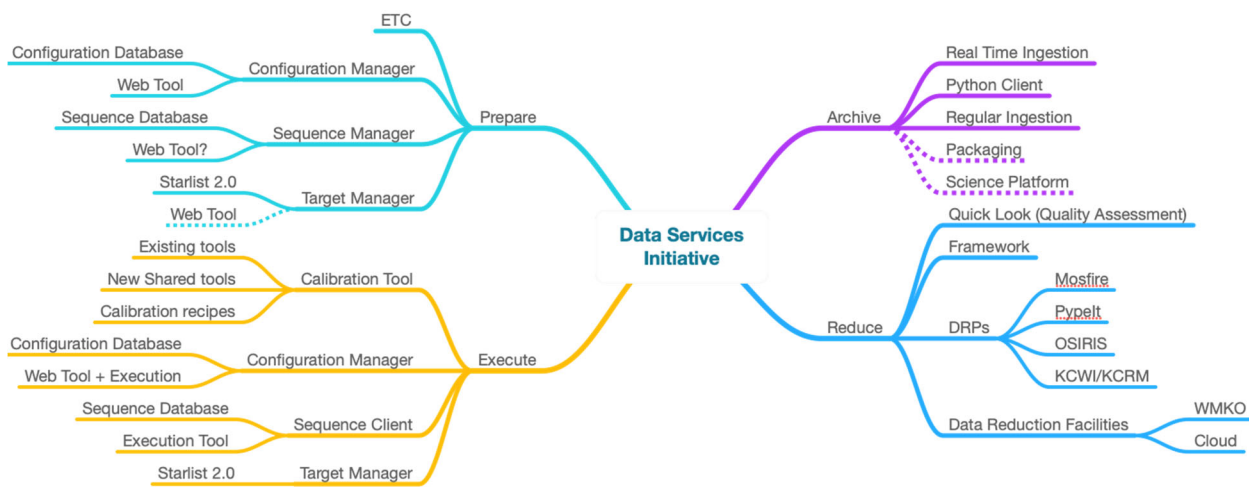 Data Services
Initiative
Prepare
ETC
Configuration Manager
Configuration Database
Web Tool
Sequence Manager
Sequence Database
Web Tool?
Target Manager
Starlist 2.0
Web Tool
Execute
Calibration Tool
Existing tools
New Shared tools
Calibration recipes
Configuration Manager
Configuration Database
Web Tool + Execution
Sequence Client
Sequence Database
Execution Tool
Target Manager
Starlist 2.0
Archive
Real Time Ingestion
Python Client
Regular Ingestion
Packaging
Science Platform
Reduce
Quick Look (Quality Assessment)
Framework
DRPs
Mosfire
PypeIt
OSIRIS
KCWI/KCRM
Data Reduction Facilities
WMKO
Cloud